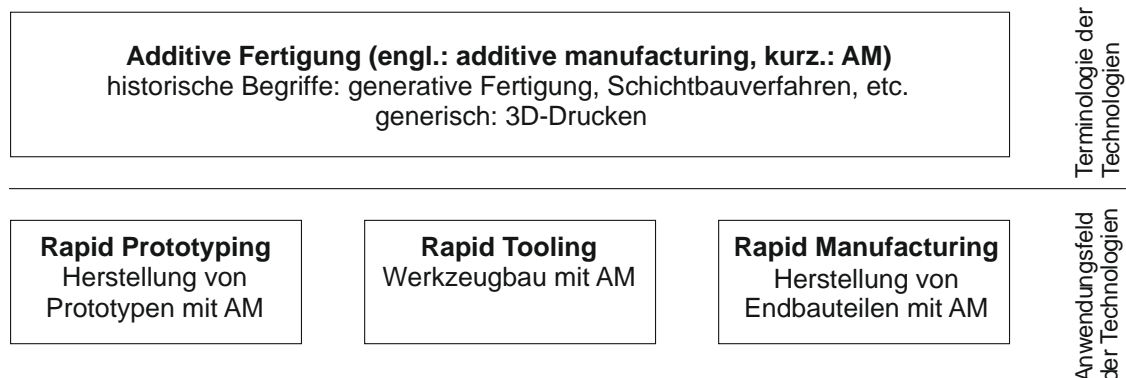 Additive Fertigung (engl.: additive manufacturing, kurz.: AM)
historische Begriffe: generative Fertigung, Schichtbauverfahren, etc.
generisch: 3D-Drucken
Terminologie der
Technologien
Rapid Prototyping
Herstellung von
Prototypen mit AM
Rapid Tooling
Werkzeugbau mit AM
Rapid Manufacturing
Herstellung von
Endbauteilen mit AM
Anwendungsfeld
der Technologien